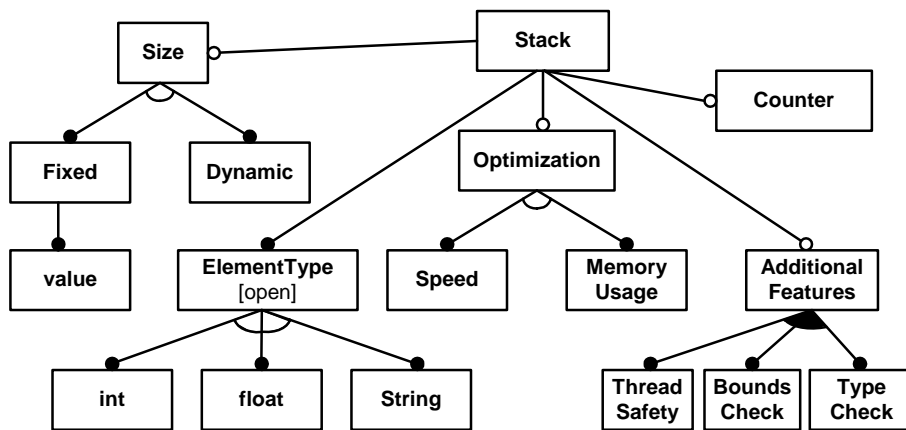 Size
Stack
Counter
Fixed
Dynamic
Optimization
value
ElementType
[open]
Speed
Memory
Usage
Additional
Features
int
float
String
Thread
Safety
Bounds
Check
Type
Check